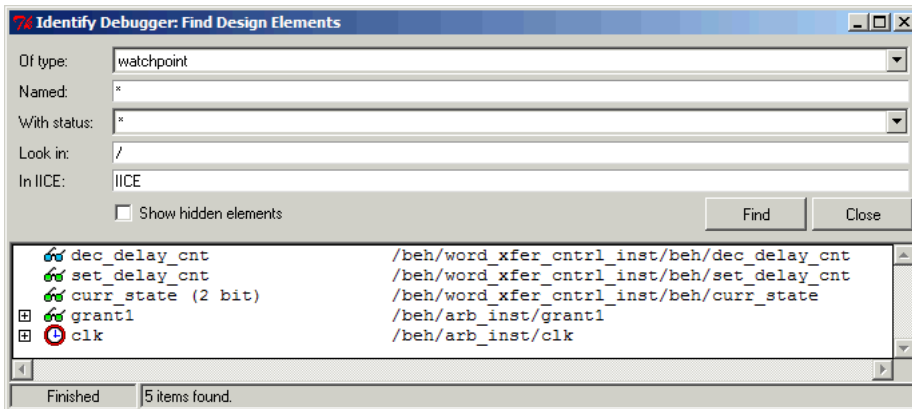 Identify Debugger: Find Design Elements
Of type: watchpoint
Named: *
With status: *
Look in: /
In IICE: IICE
Show hidden elements Find Close
dec_delay_cnt /beh/word_xfer_cntrl_inst/beh/dec_delay_cnt
set_delay_cnt /beh/word_xfer_cntrl_inst/beh/set_delay_cnt
curr_state (2 bit) /beh/word_xfer_cntrl_inst/beh/curr_state
grant1 /beh/arb_inst/grant1
clk /beh/arb_inst/clk
Finished 5 items found.